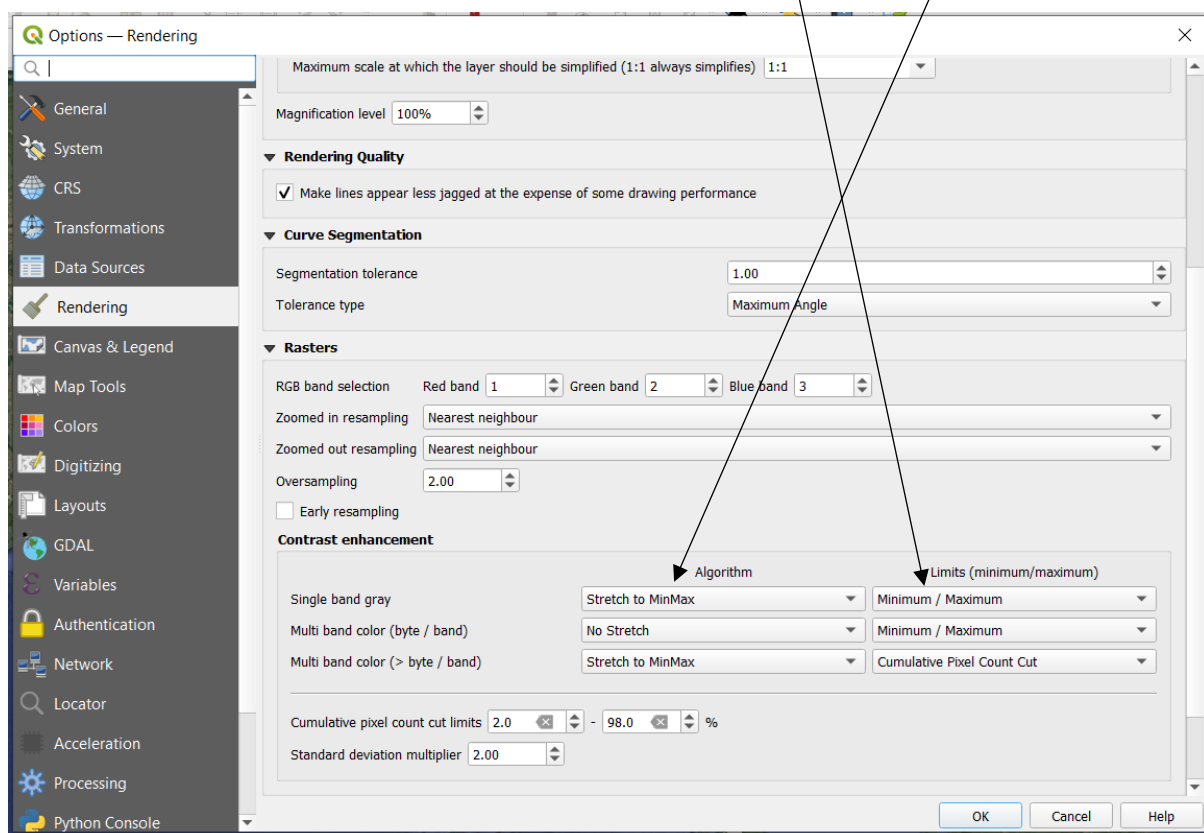 Options — Rendering
General
System
CRS
Transformations
Data Sources
Rendering
Canvas & Legend
Map Tools
Colors
Digitizing
Layouts
GDAL
Variables
Authentication
Network
Locator
Acceleration
Processing
Python Console
Maximum scale at which the layer should be simplified (1:1 always simplifies) 1:1
Magnification level 100%
Rendering Quality
Make lines appear less jagged at the expense of some drawing performance
Curve Segmentation
Segmentation tolerance 1.00
Tolerance type Maximum Angle
Rasters
RGB band selection Red band 1 Green band 2 Blue band 3
Zoomed in resampling Nearest neighbour
Zoomed out resampling Nearest neighbour
Oversampling 2.00
Early resampling
Contrast enhancement
Algorithm Limits (minimum/maximum)
Single band gray Stretch to MinMax Minimum / Maximum
Multi band color (byte / band) No Stretch Minimum / Maximum
Multi band color (> byte / band) Stretch to MinMax Cumulative Pixel Count Cut
Cumulative pixel count cut limits 2.0 - 98.0 %
Standard deviation multiplier 2.00
OK Cancel Help